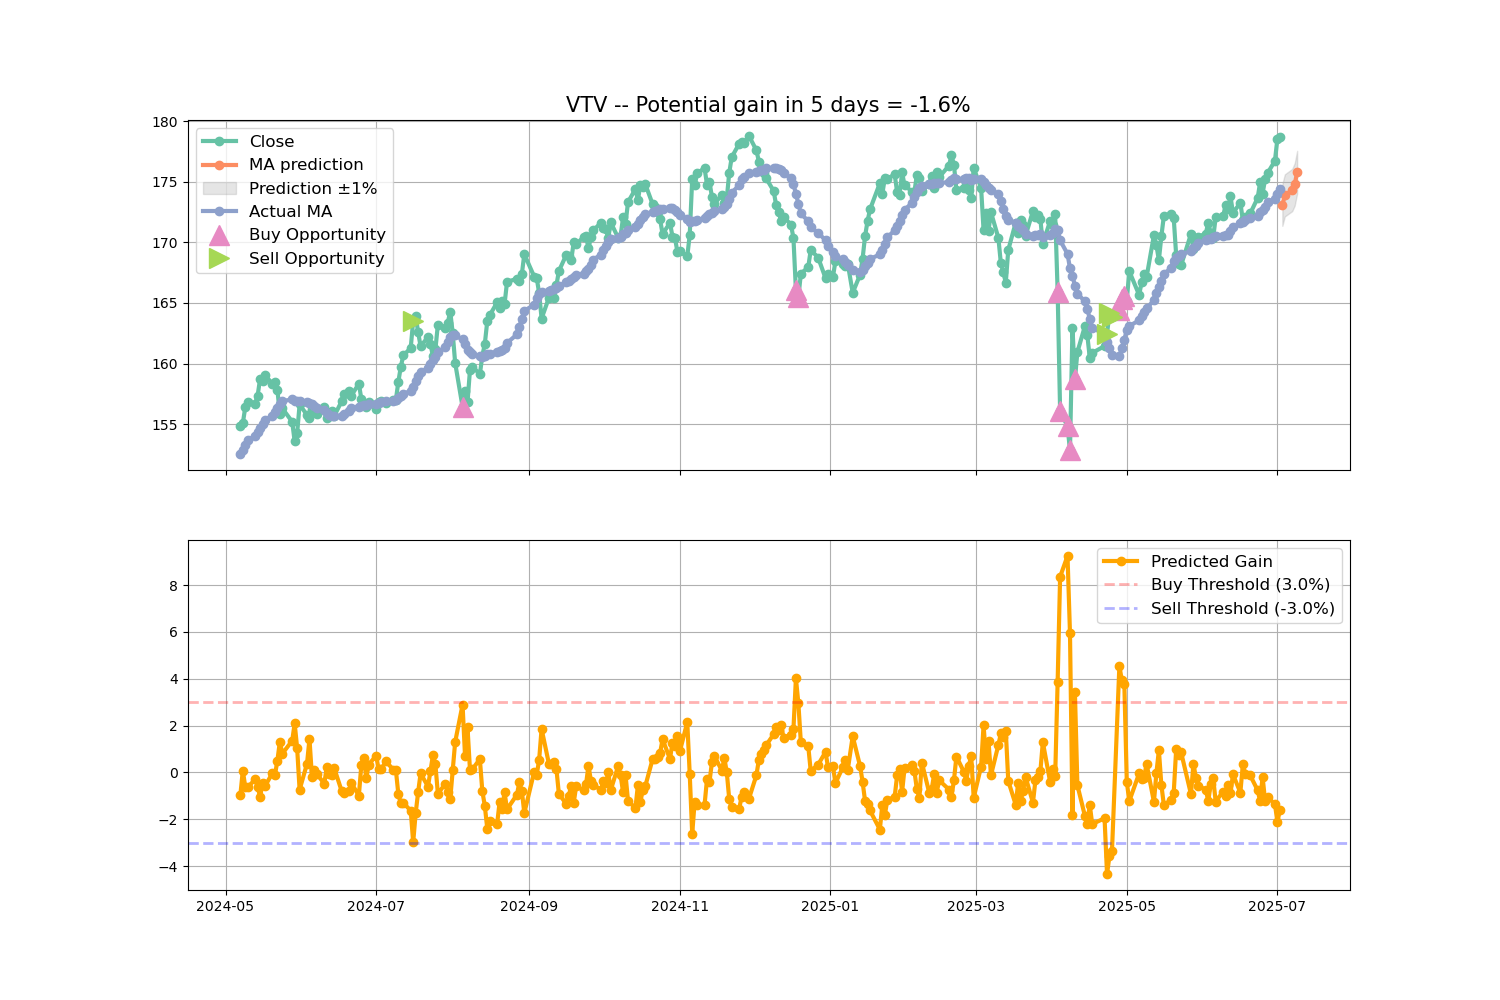 VTV -- Potential gain in 5 days = -1.6%
180
175
170
165
160
155
Close
MA prediction
Prediction ±1%
Actual MA
Buy Opportunity
Sell Opportunity
8
6
4
2
0
−2
−4
Predicted Gain
Buy Threshold (3.0%)
Sell Threshold (-3.0%)
2024-05
2024-07
2024-09
2024-11
2025-01
2025-03
2025-05
2025-07